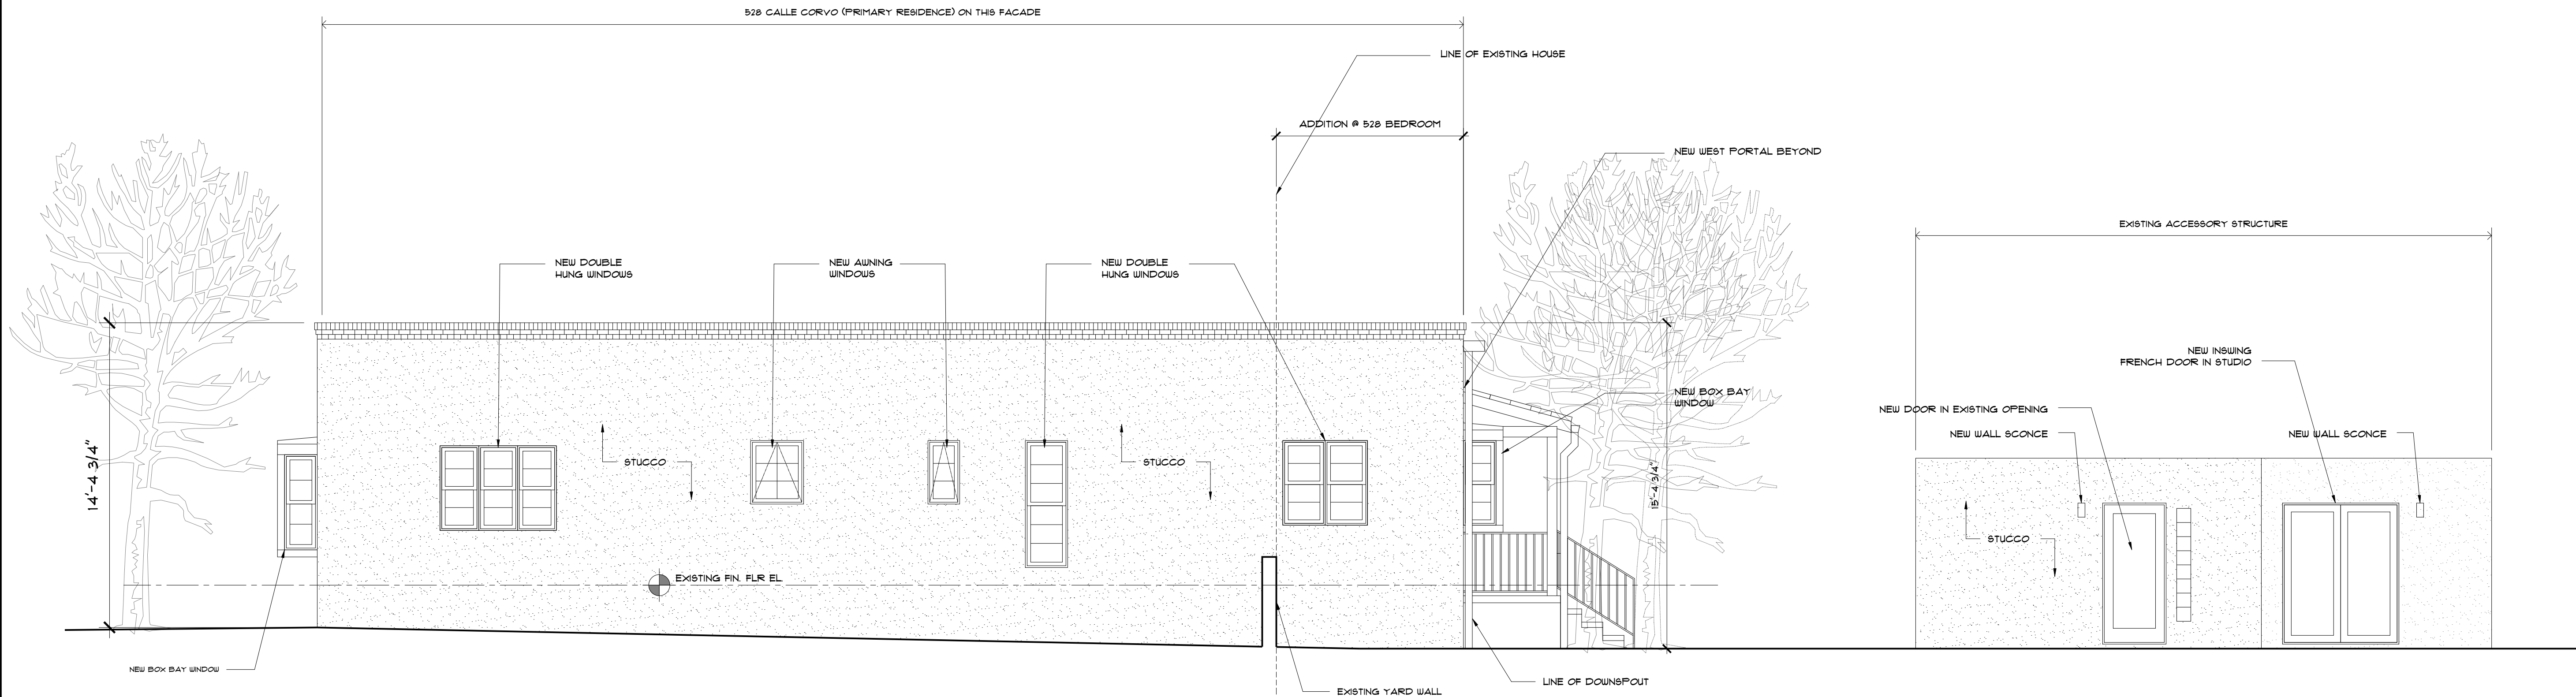 528 CALLE CORVO (PRIMARY RESIDENCE) ON THIS FACADE
LINE OF EXISTING HOUSE
ADDITION @ 528 BEDROOM
NEW WEST PORTAL BEYOND
EXISTING ACCESSORY STRUCTURE
NEW DOUBLE
HUNG WINDOWS
NEW AWNING
WINDOWS
NEW DOUBLE
HUNG WINDOWS
NEW INSWING
FRENCH DOOR IN STUDIO
NEW BOX BAY
WINDOW
NEW DOOR IN EXISTING OPENING
NEW WALL SCONCE
NEW WALL SCONCE
14'-4 3/4"
STUCCO
STUCCO
15'-4 3/4"
STUCCO
EXISTING FIN. FLR EL.
NEW BOX BAY WINDOW
LINE OF DOWNSPOUT
EXISTING YARD WALL